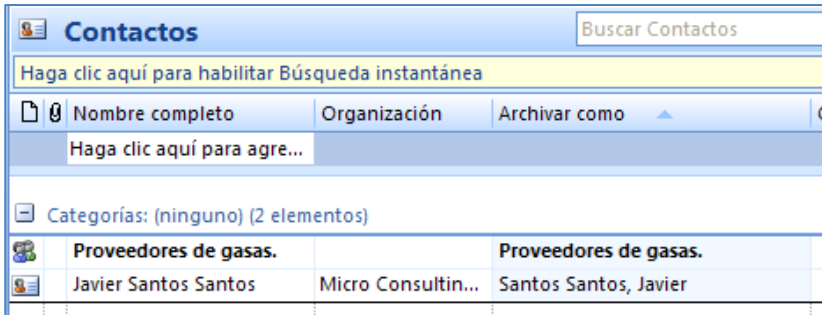 Contactos Buscar Contactos
Haga clic aquí para habilitar Búsqueda instantánea
Nombre completo Organización Archivar como
Haga clic aquí para agre...
Categorías: (ninguno) (2 elementos)
Proveedores de gasas. Proveedores de gasas.
Javier Santos Santos Micro Consultin... Santos Santos, Javier